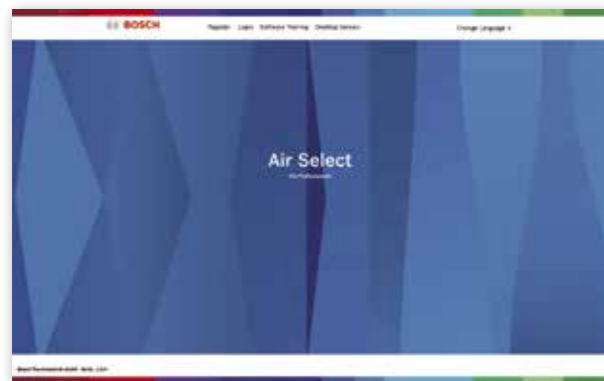 BOSCH
Register Login Software Training Desktop Version
Change Language
Air Select